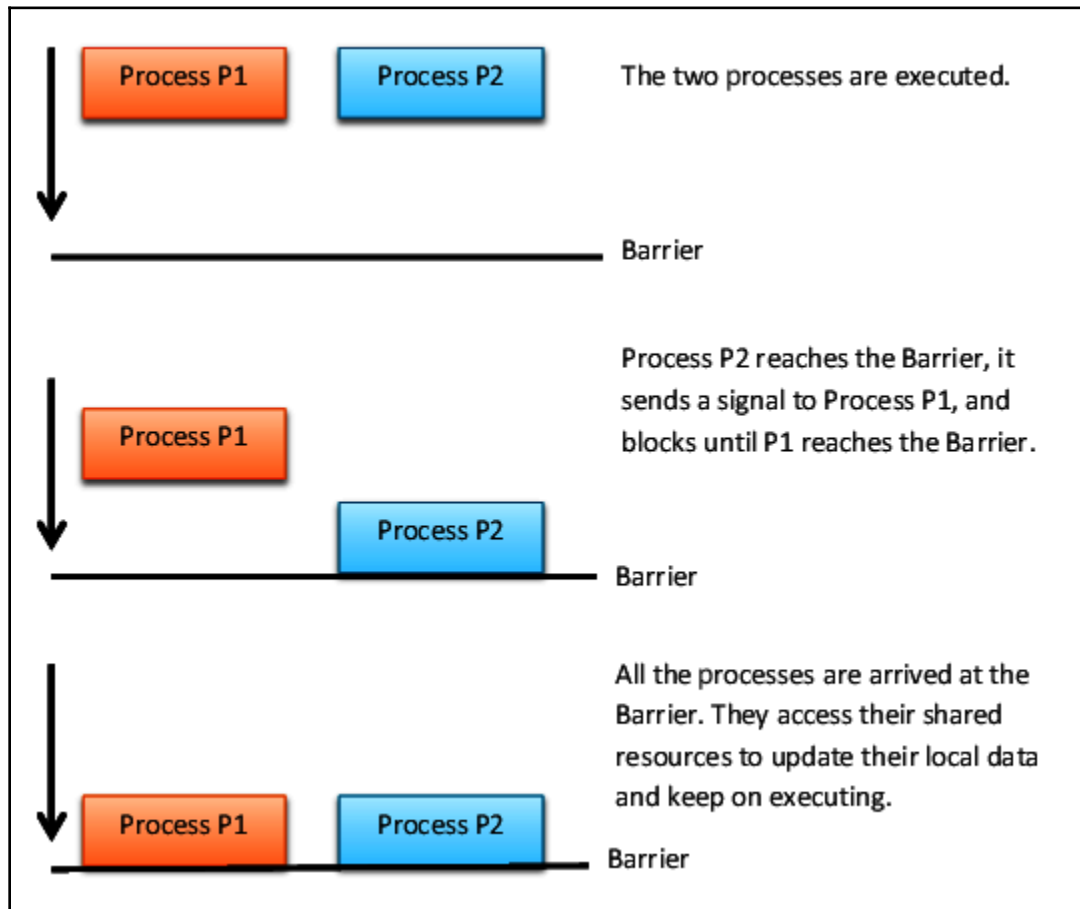 Process P1
Process P2
The two processes are executed.
Barrier
Process P2 reaches the Barrier, it
sends a signal to Process P1, and
blocks until P1 reaches the Barrier.
Process P1
Process P2
Barrier
All the processes are arrived at the
Barrier. They access their shared
resources to update their local data
and keep on executing.
Process P1
Process P2
Barrier